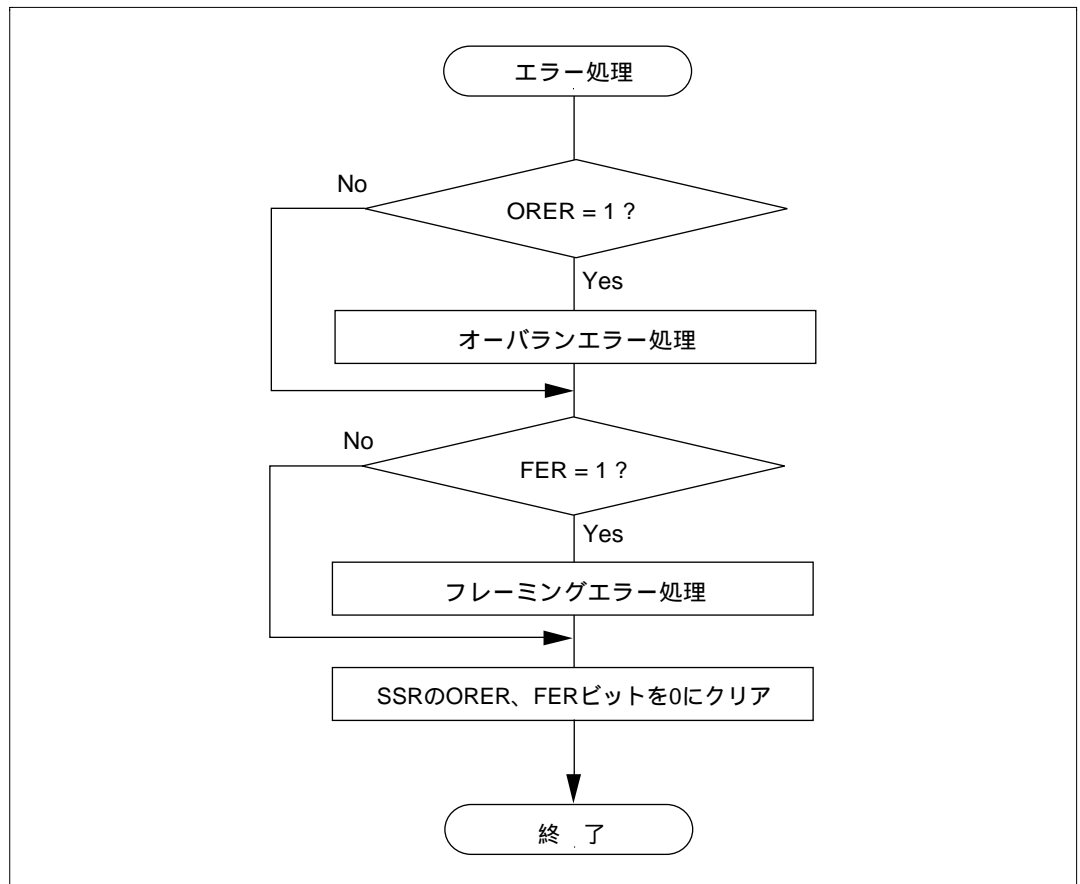 エラー処理
No
ORER = 1 ?
Yes
オーバランエラー処理
No
FER = 1 ?
Yes
フレーミングエラー処理
SSRのORER、FERビットを0にクリア
終 了